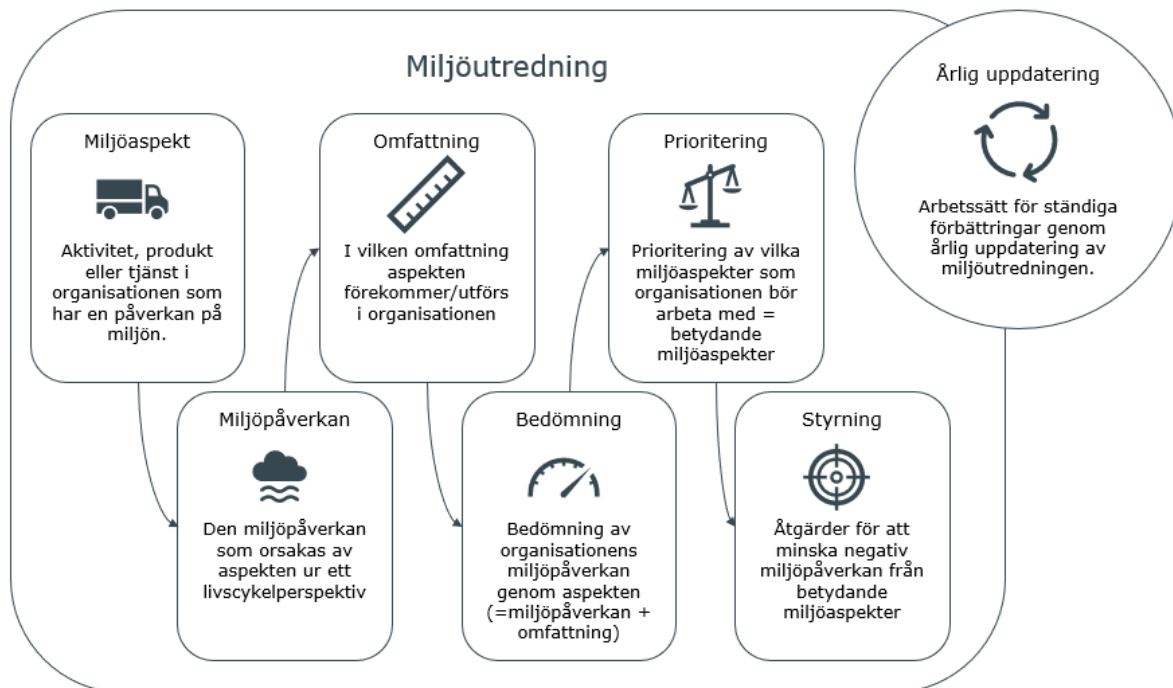 Miljöutredning
Miljöaspekt
Aktivitet, produkt
eller tjänst i
organisationen som
har en påverkan på
miljön.
Miljöpåverkan
Den miljöpåverkan
som orsakas av
aspekten ur ett
livscykelperspektiv
Omfattning
I vilken omfattning
aspekten
förekommer/utförs
i organisationen
Bedömning
Bedömning av
organisationens
miljöpåverkan
genom aspekten
(=miljöpåverkan +
omfattning)
Prioritering
Prioritering av vilka
miljöaspekter som
organisationen bör
arbeta med =
betydande
miljöaspekter
Styrning
Åtgärder för att
minska negativ
miljöpåverkan från
betydande
miljöaspekter
Årlig uppdatering
Arbetssätt för ständiga
förbättringar genom
årlig uppdatering av
miljöutredningen.